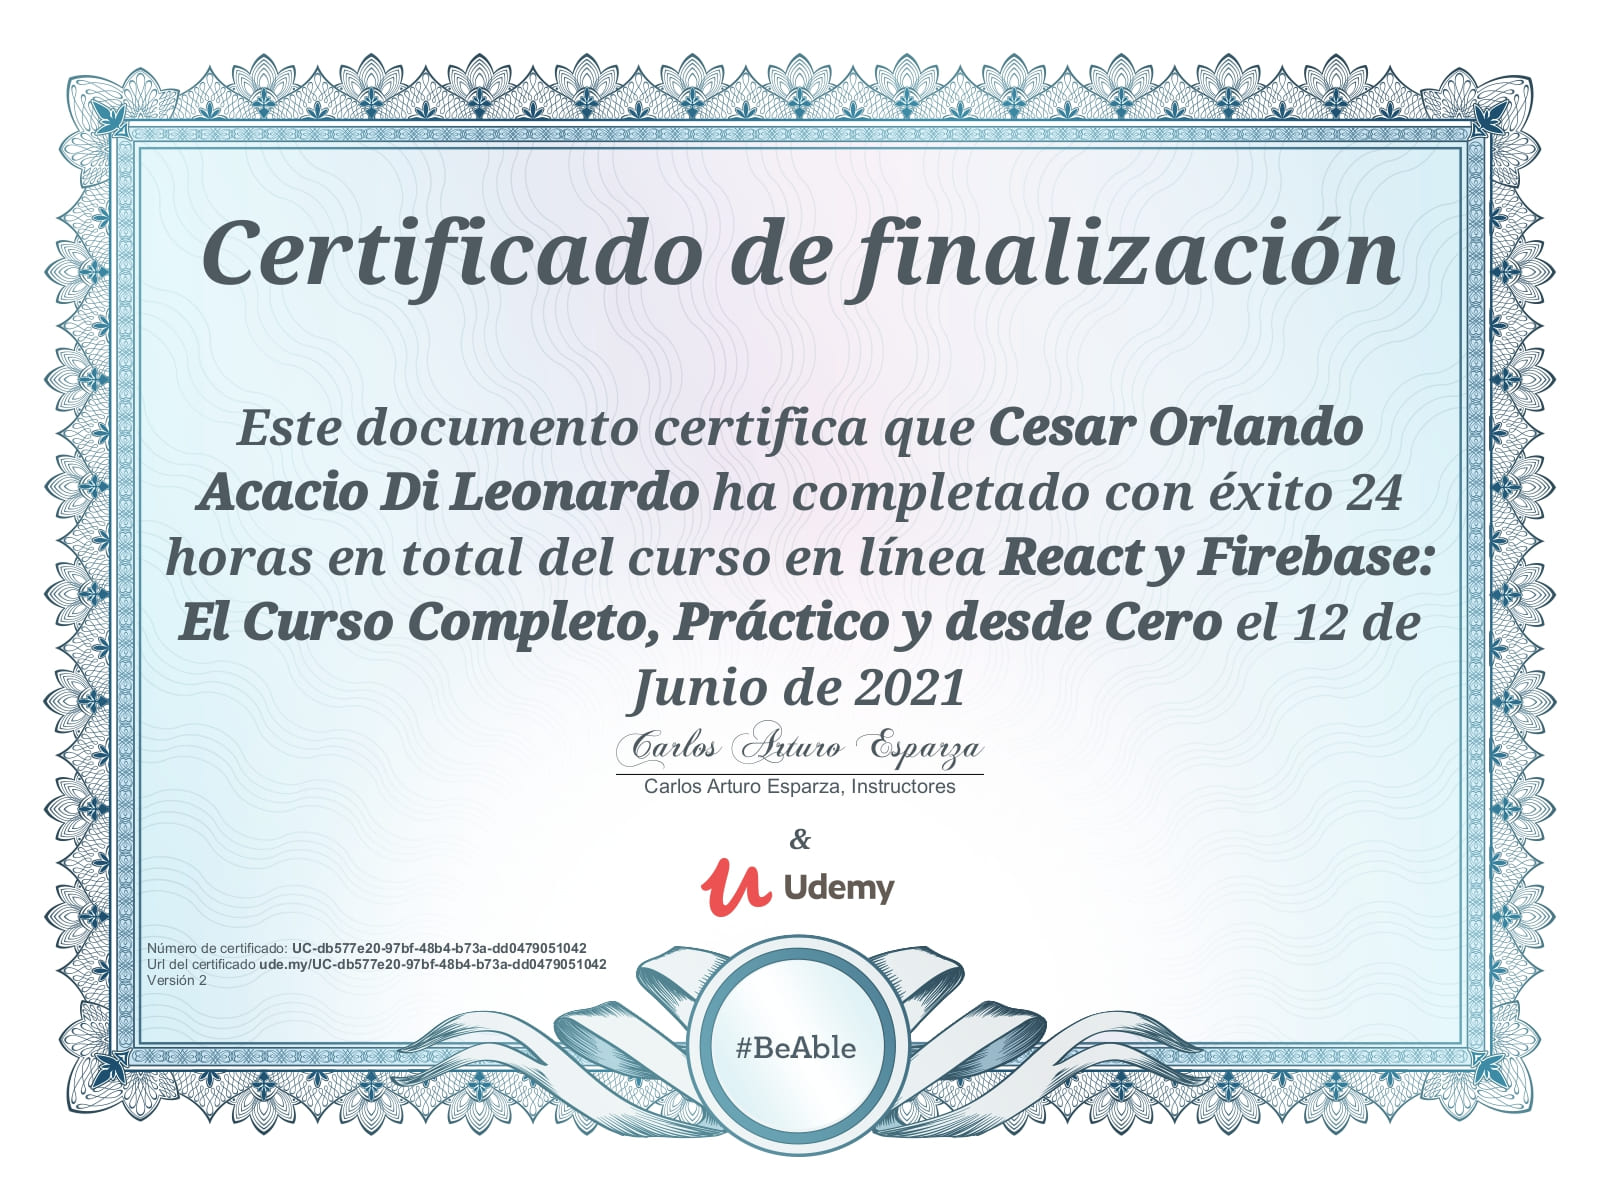 Certificado de finalización
Este documento certifica que Cesar Orlando
Acacio Di Leonardo ha completado con éxito 24
horas en total del curso en línea React y Firebase:
El Curso Completo, Práctico y desde Cero el 12 de
Junio de 2021
Carlos Arturo Esparza
Carlos Arturo Esparza, Instructores
&
Udemy
Número de certificado: UC-db577e20-97bf-48b4-b73a-dd0479051042
Url del certificado ude.my/UC-db577e20-97bf-48b4-b73a-dd0479051042
Versión 2
#BeAble